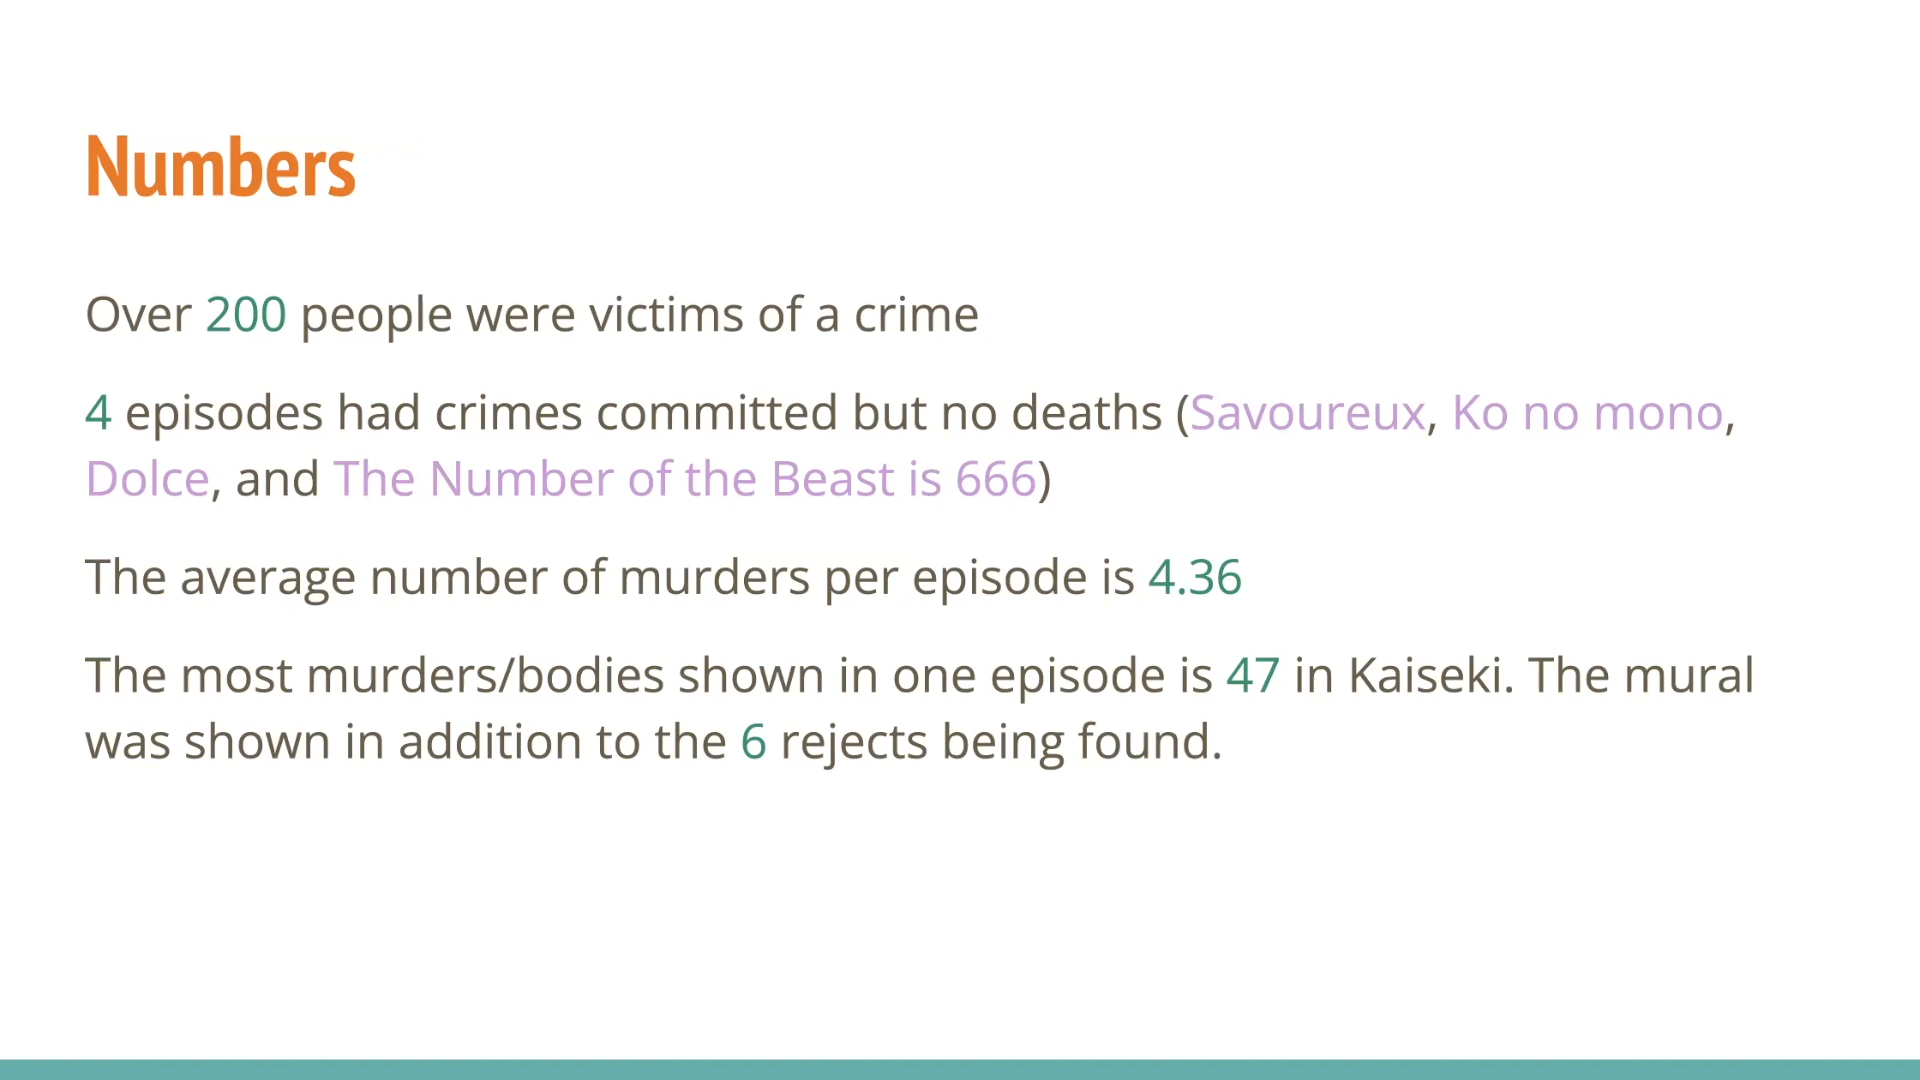 Numbers
Over 200 people were victims of a crime
4 episodes had crimes committed but no deaths (Savoureux, Ko no mono,
Dolce, and The Number of the Beast is 666)
The average number of murders per episode is 4.36
The most murders/bodies shown in one episode is 47 in Kaiseki. The mural
was shown in addition to the 6 rejects being found.